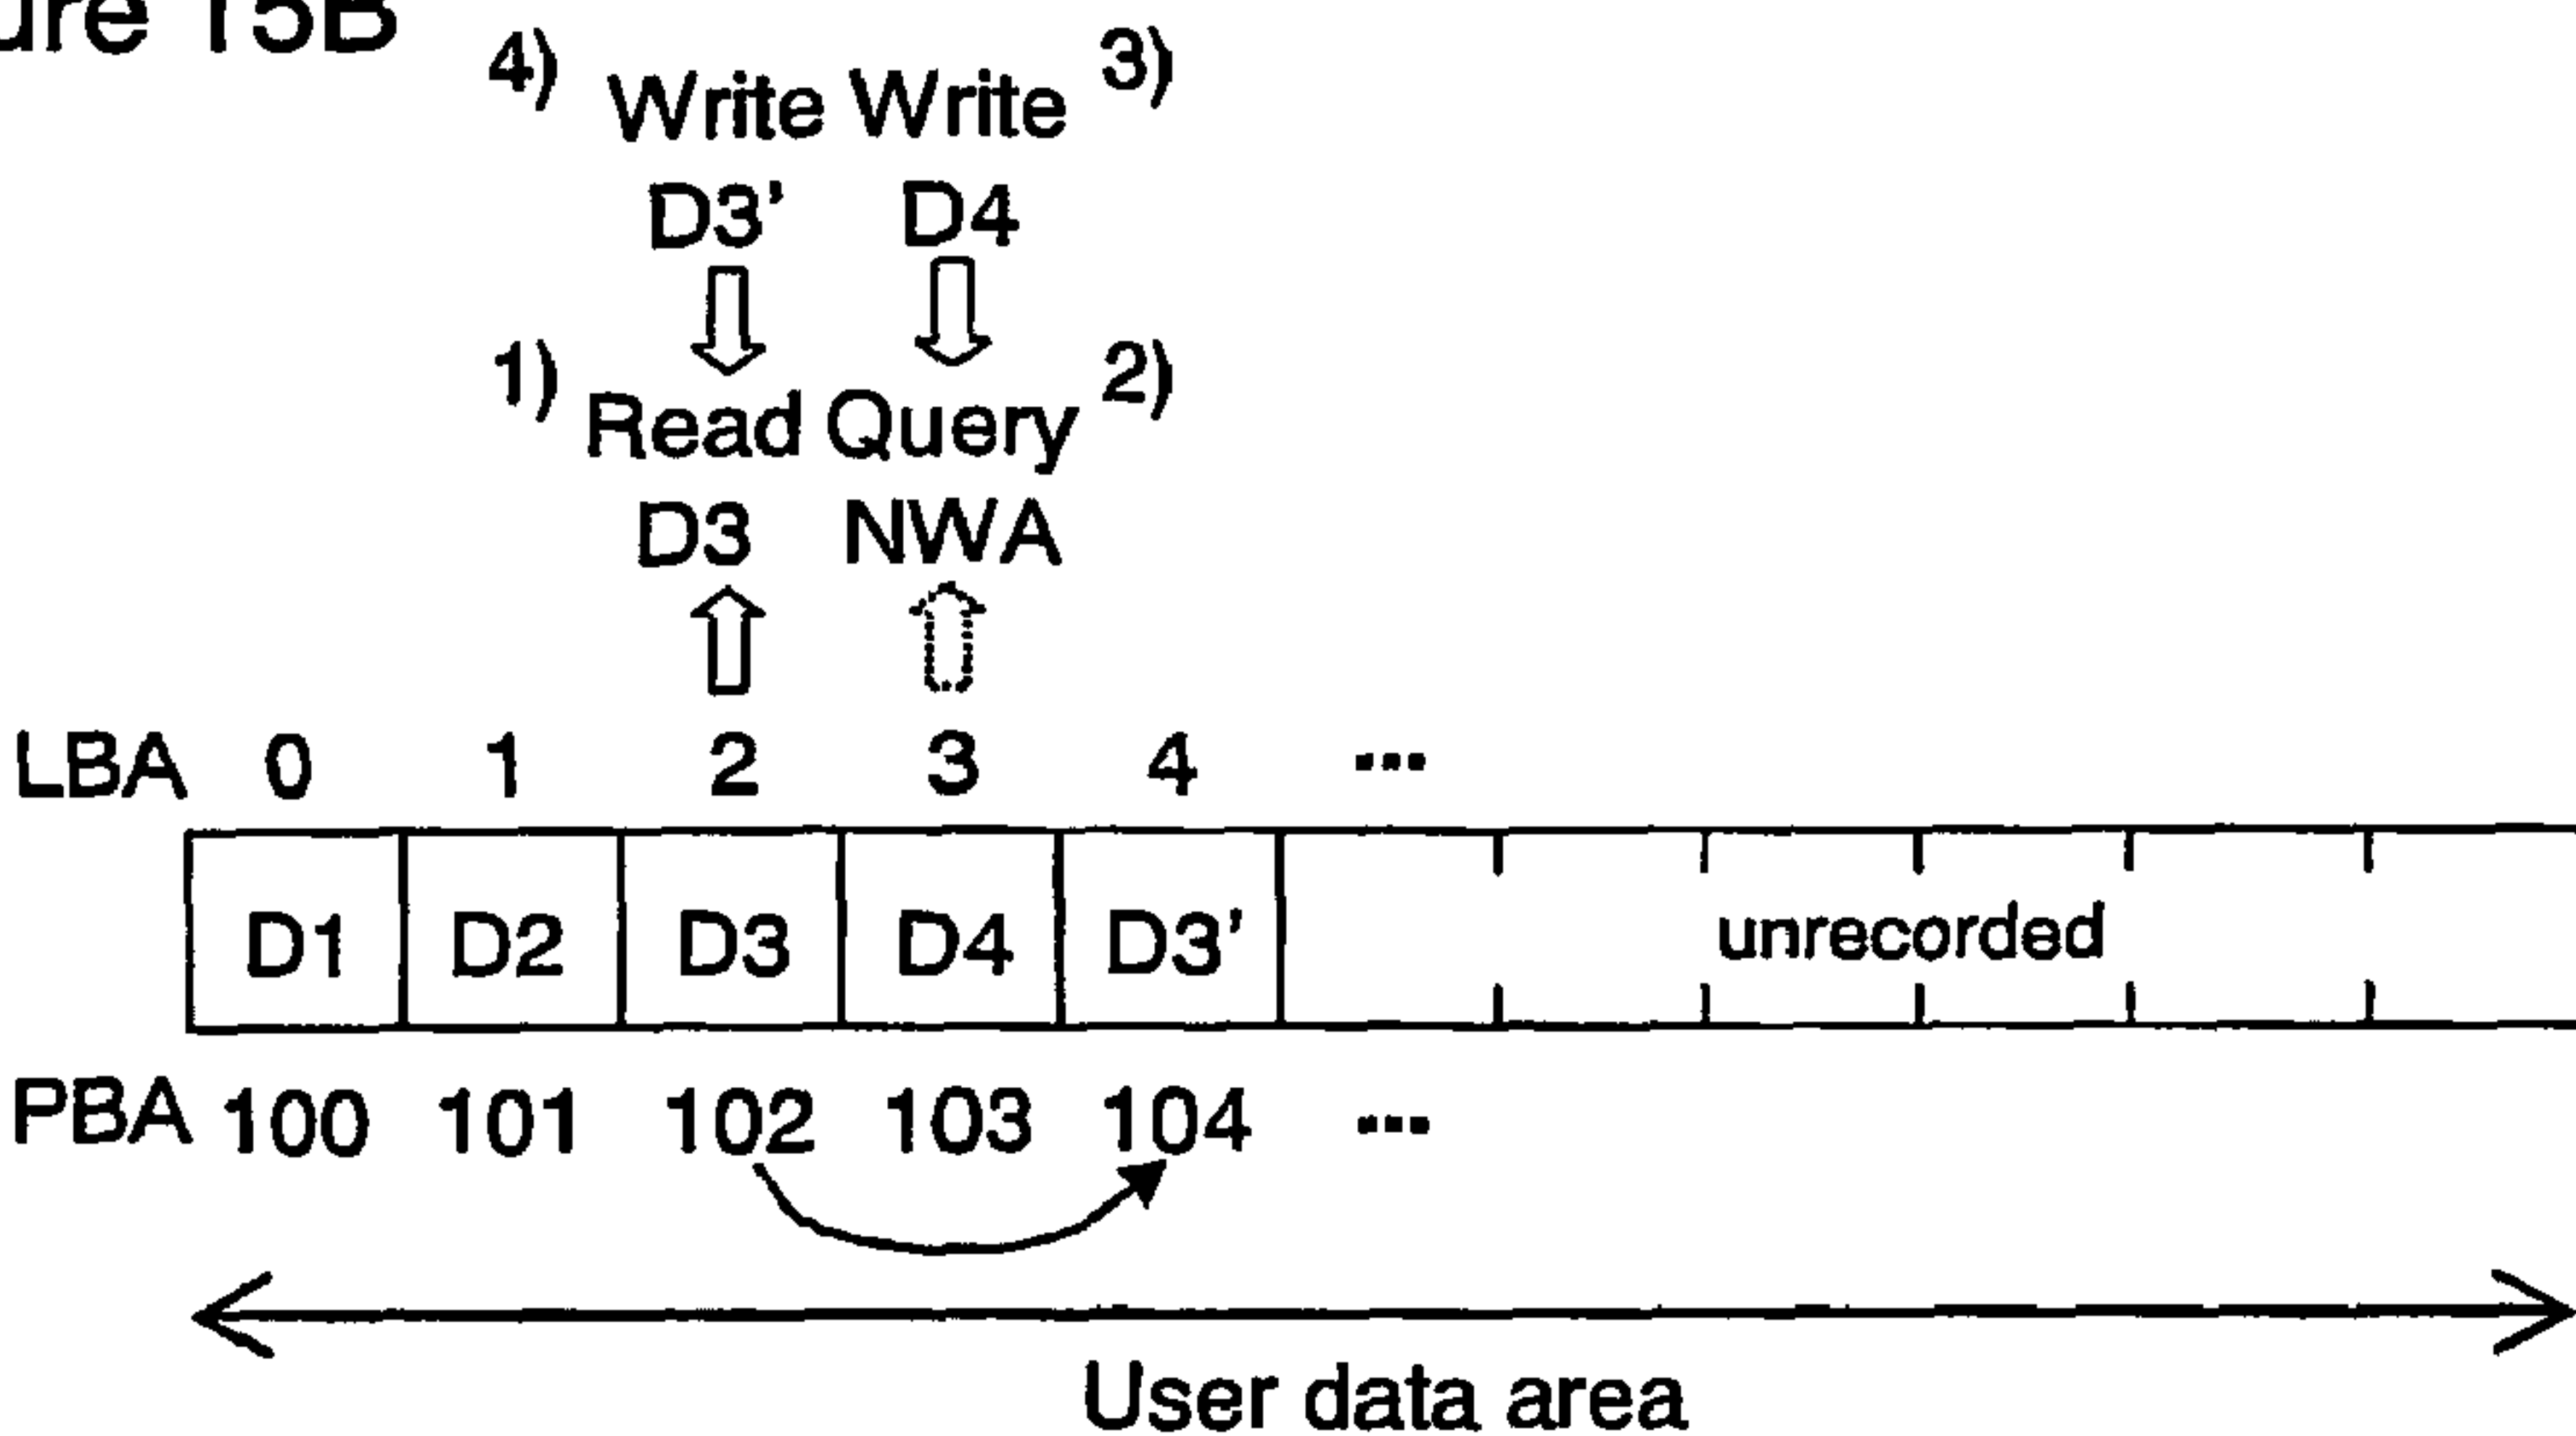 ure 15B
4) Write Write 3)
D3’ D4
1) Read Query 2)
D3 NWA
LBA 0 1 2 3 4 ...
D1 D2 D3 D4 D3’ unrecorded
PBA 100 101 102 103 104 ...
User data area